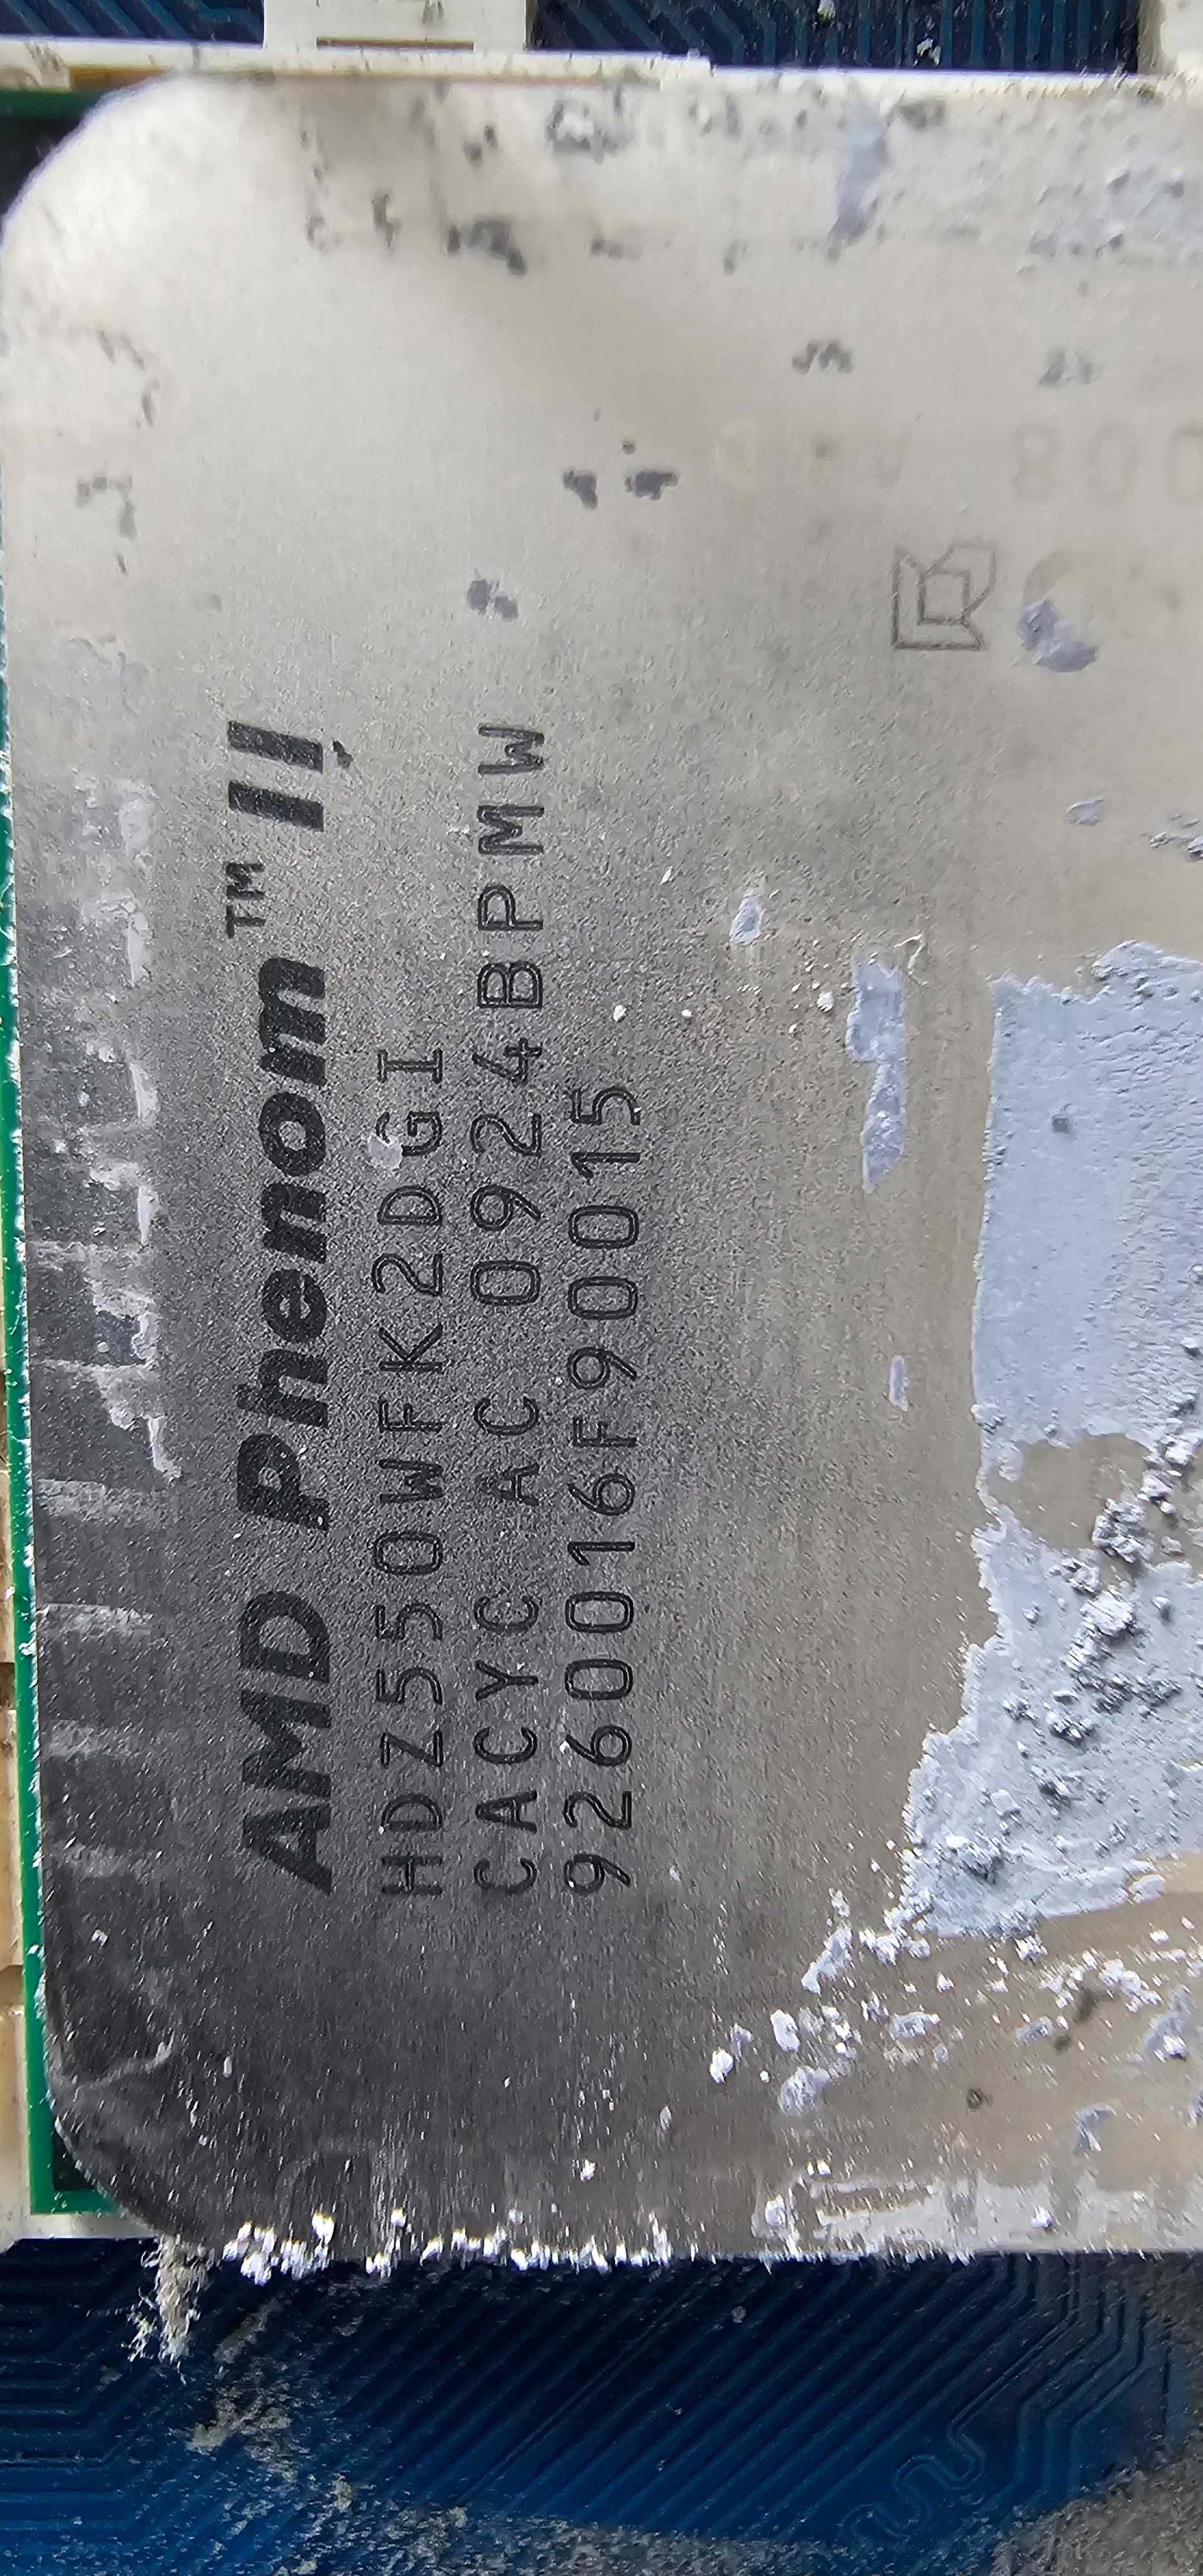 AMD Phenom™ II
HDZ550WFK2DGI
CACYC AC 0924BPMW
9260016F90015